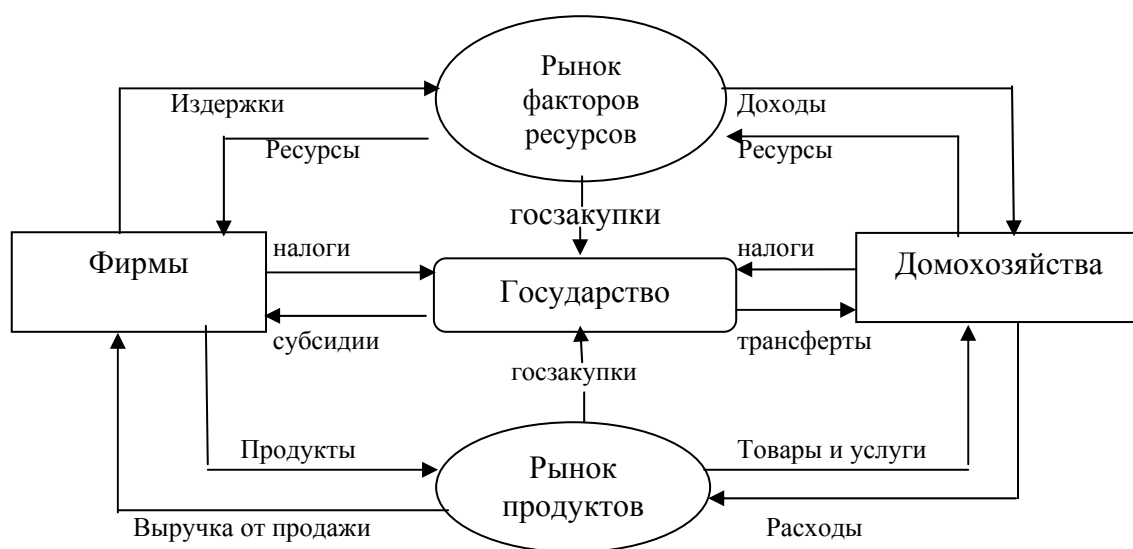 Рынок
факторов
ресурсов
Издержки
Доходы
Ресурсы
Ресурсы
госзакупки
Фирмы
налоги
налоги
Домохозяйства
Государство
субсидии
трансферты
госзакупки
Продукты
Товары и услуги
Рынок
продуктов
Выручка от продажи
Расходы